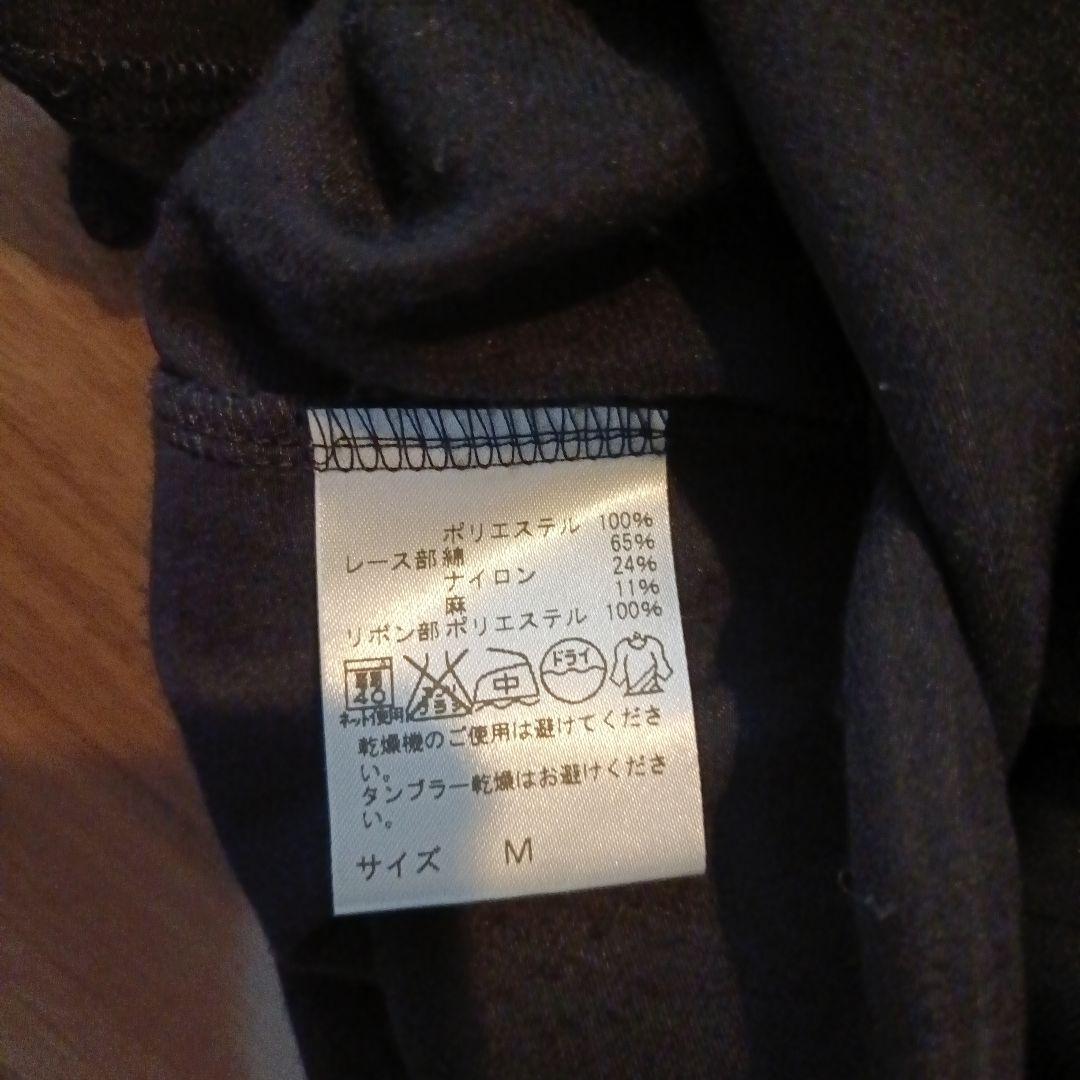 ポリエステル 100%
レース部 綿 65%
ナイロン 24%
麻 11%
リボン部 ポリエステル 100%
40 中 ドライ
ネット使用
乾燥機のご使用は避けてくださ
い。
タンブラー乾燥はお避けくださ
い。
サイズ M